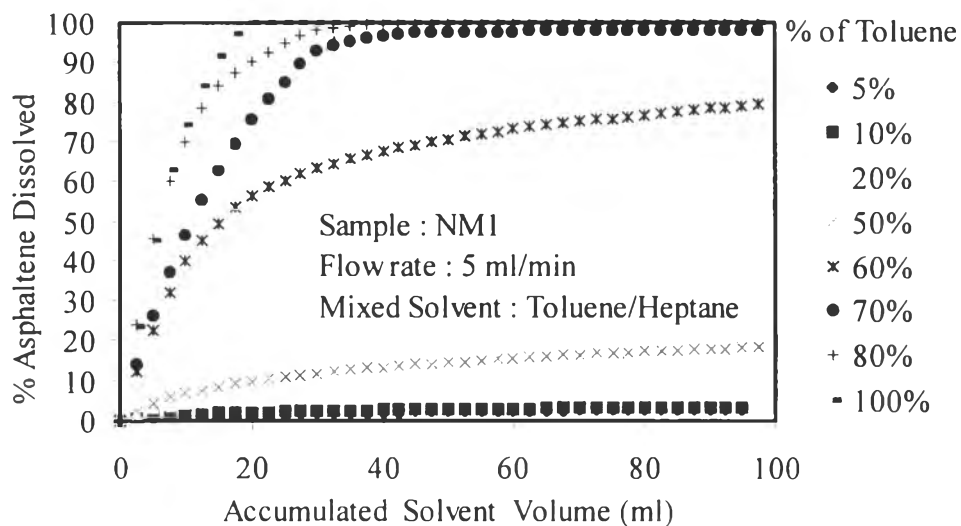 100
90
80
70
60
50
40
30
20
10
0
% Asphaltene Dissolved
Sample : NM1
Flow rate : 5 ml/min
Mixed Solvent : Toluene/Heptane
0 20 40 60 80 100
Accumulated Solvent Volume (ml)
% of Toluene
5%
10%
20%
50%
60%
70%
80%
100%